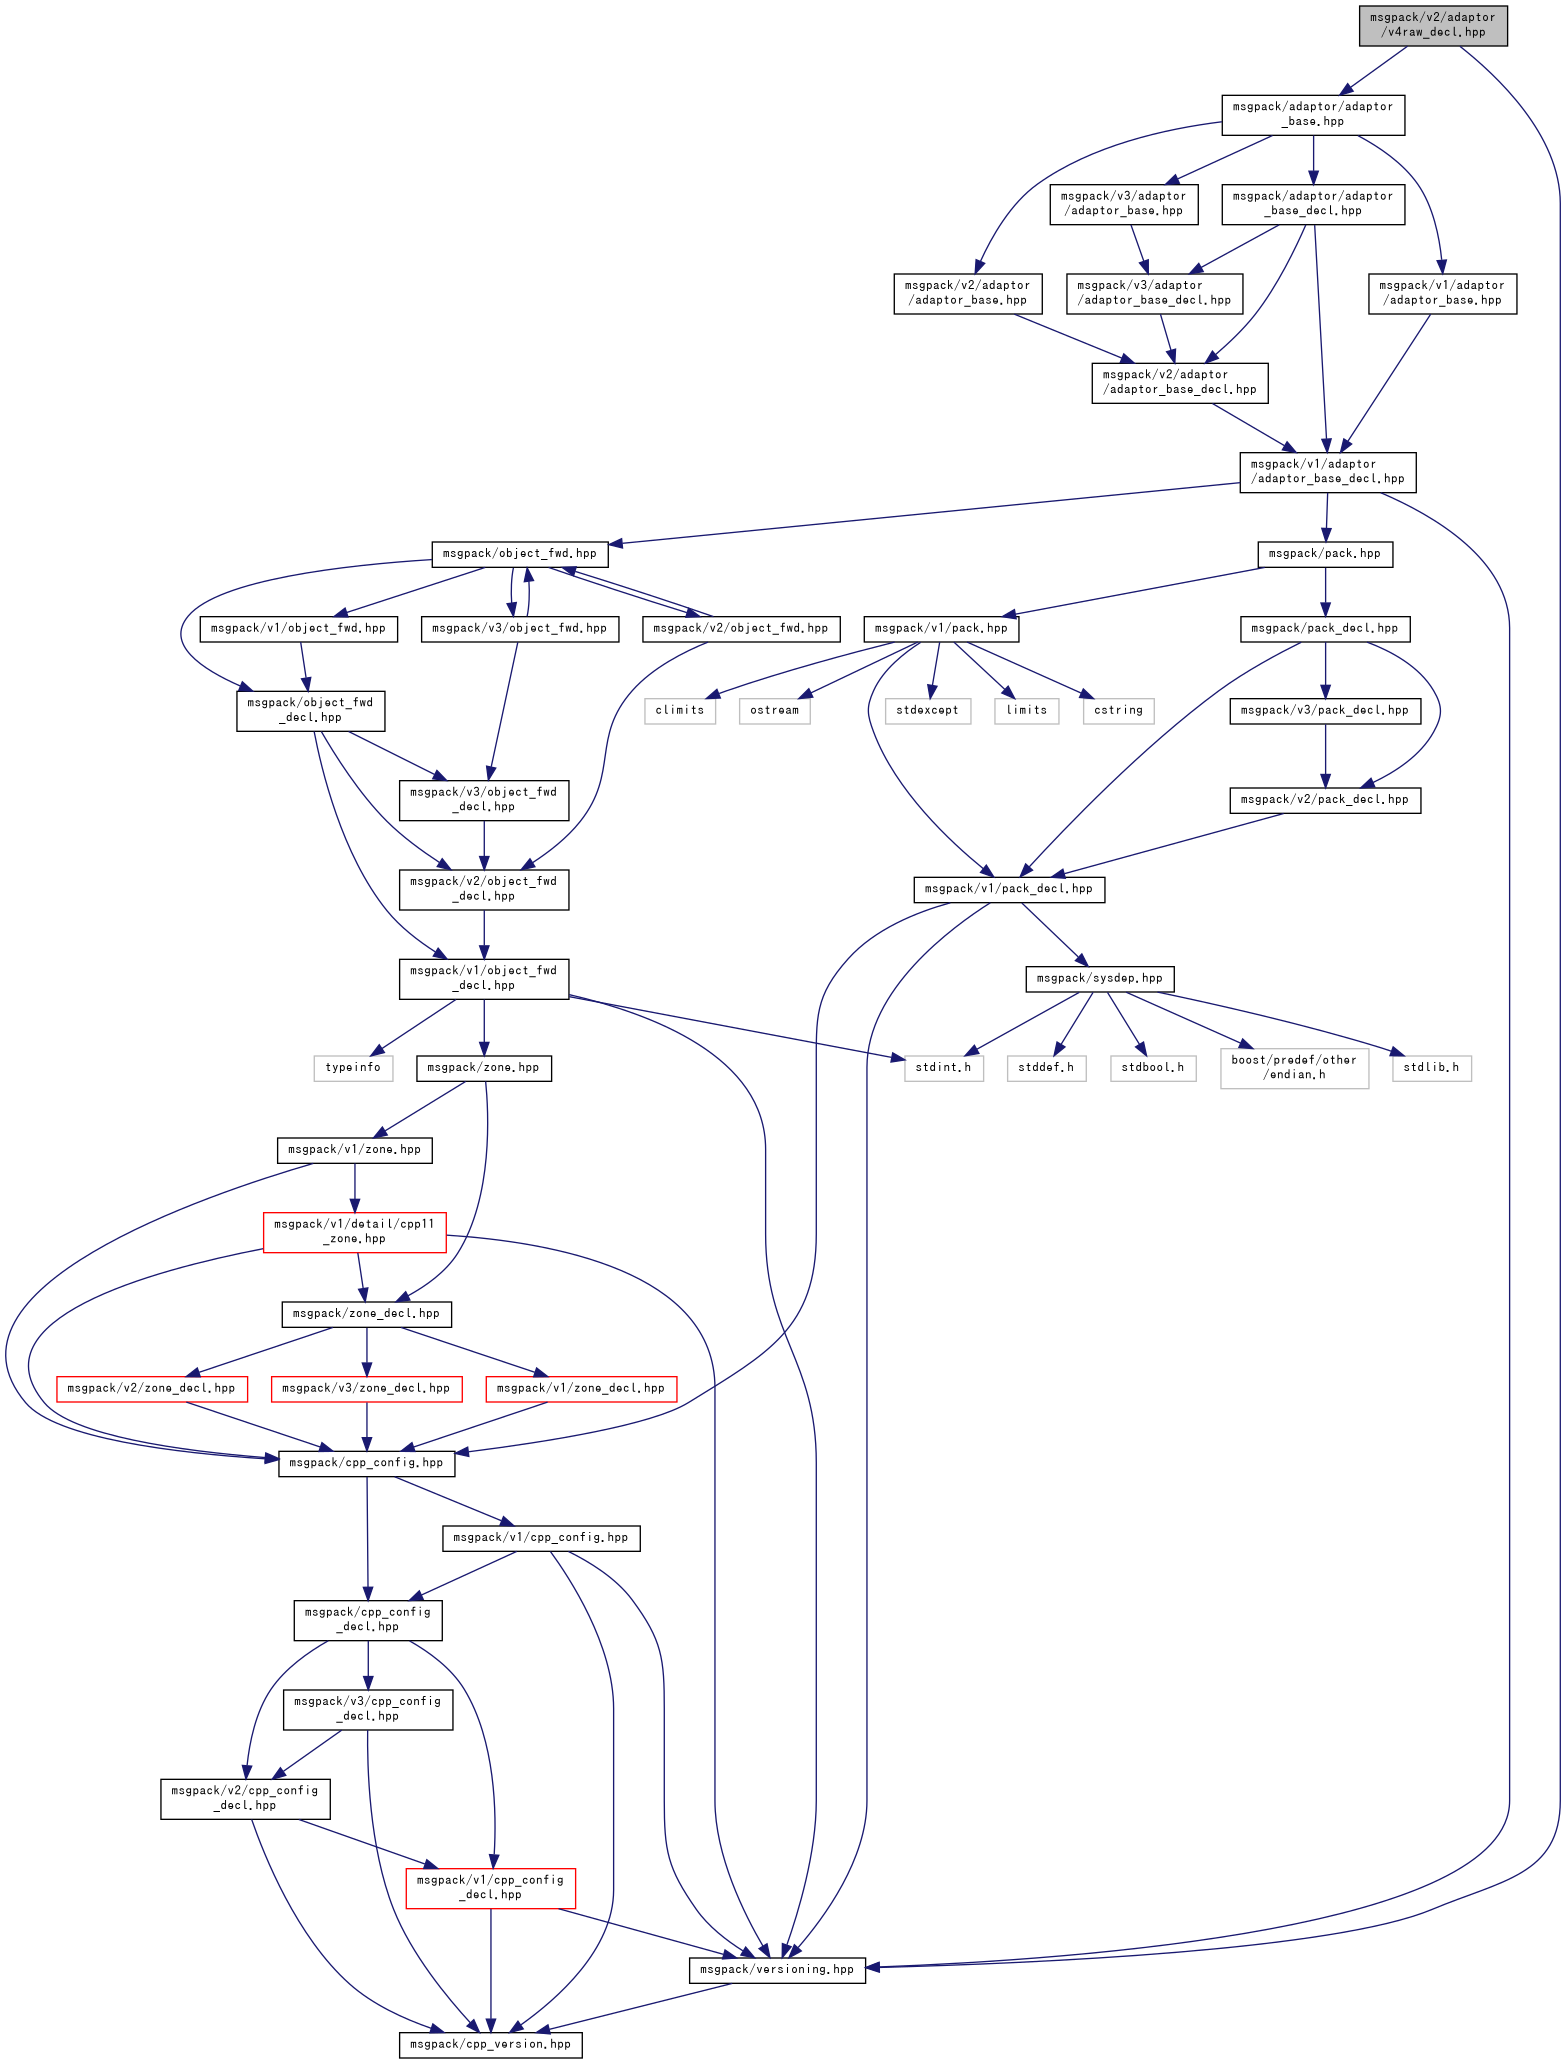 msgpack/v2/adaptor
/v4raw_decl.hpp
msgpack/adaptor/adaptor
_base.hpp
msgpack/v3/adaptor
/adaptor_base.hpp
msgpack/adaptor/adaptor
_base_decl.hpp
msgpack/v2/adaptor
/adaptor_base.hpp
msgpack/v3/adaptor
/adaptor_base_decl.hpp
msgpack/v1/adaptor
/adaptor_base.hpp
msgpack/v2/adaptor
/adaptor_base_decl.hpp
msgpack/v1/adaptor
/adaptor_base_decl.hpp
msgpack/object_fwd.hpp
msgpack/pack.hpp
msgpack/v1/object_fwd.hpp
msgpack/v3/object_fwd.hpp
msgpack/v2/object_fwd.hpp
msgpack/v1/pack.hpp
msgpack/pack_decl.hpp
msgpack/object_fwd
_decl.hpp
climits
ostream
stdexcept
limits
cstring
msgpack/v3/pack_decl.hpp
msgpack/v3/object_fwd
_decl.hpp
msgpack/v2/pack_decl.hpp
msgpack/v2/object_fwd
_decl.hpp
msgpack/v1/pack_decl.hpp
msgpack/v1/object_fwd
_decl.hpp
msgpack/sysdep.hpp
typeinfo
msgpack/zone.hpp
stdint.h
stddef.h
stdbool.h
boost/predef/other
/endian.h
stdlib.h
msgpack/v1/zone.hpp
msgpack/v1/detail/cpp11
_zone.hpp
msgpack/zone_decl.hpp
msgpack/v2/zone_decl.hpp
msgpack/v3/zone_decl.hpp
msgpack/v1/zone_decl.hpp
msgpack/cpp_config.hpp
msgpack/v1/cpp_config.hpp
msgpack/cpp_config
_decl.hpp
msgpack/v3/cpp_config
_decl.hpp
msgpack/v2/cpp_config
_decl.hpp
msgpack/v1/cpp_config
_decl.hpp
msgpack/versioning.hpp
msgpack/cpp_version.hpp